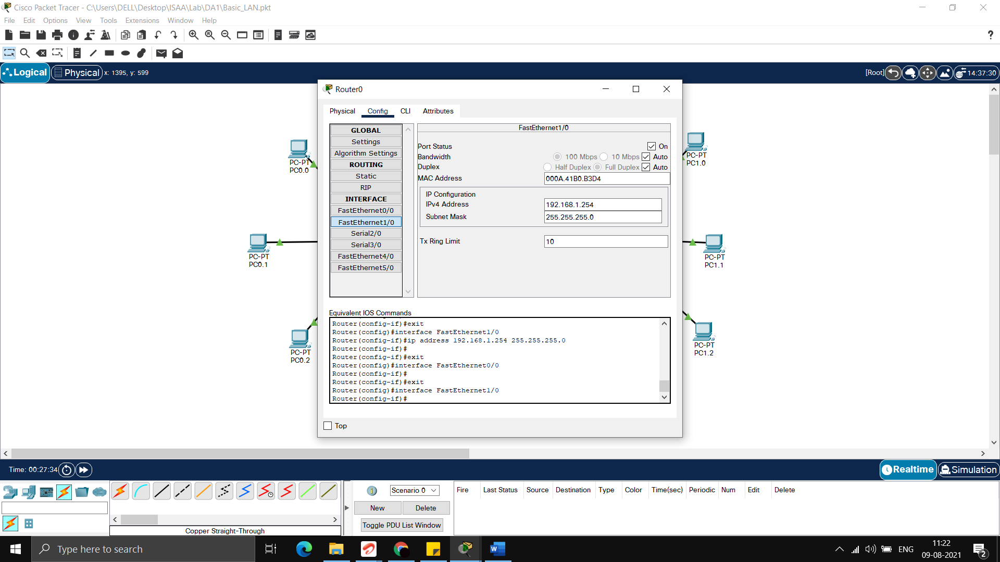 Cisco Packet Tracer - C:\Users\DELL\Desktop\ISAA\Lab\DA1\Basic_LAN.pkt
File Edit Options View Tools Extensions Window Help
Logical Physical x: 1395, y: 599 [Root] 14:37:30
Router0
Physical Config CLI Attributes
GLOBAL
Settings
Algorithm Settings
ROUTING
Static
RIP
INTERFACE
FastEthernet0/0
FastEthernet1/0
Serial2/0
Serial3/0
FastEthernet4/0
FastEthernet5/0
FastEthernet1/0
Port Status On
Bandwidth 100 Mbps 10 Mbps Auto
Duplex Half Duplex Full Duplex Auto
MAC Address 000A.41B0.B3D4
IP Configuration
IPv4 Address 192.168.1.254
Subnet Mask 255.255.255.0
Tx Ring Limit 10
Equivalent IOS Commands
Router(config-if)#exit
Router(config)#interface FastEthernet1/0
Router(config-if)#ip address 192.168.1.254 255.255.255.0
Router(config-if)#
Router(config-if)#exit
Router(config)#interface FastEthernet0/0
Router(config-if)#
Router(config-if)#exit
Router(config)#interface FastEthernet1/0
Router(config-if)#
Top
PC-PT
PC0.0
PC-PT
PC0.1
PC-PT
PC0.2
PC-PT
PC1.0
PC-PT
PC1.1
PC-PT
PC1.2
Time: 00:27:34 Realtime Simulation
Scenario 0
New Delete
Toggle PDU List Window
Fire Last Status Source Destination Type Color Time(sec) Periodic Num Edit Delete
Copper Straight-Through
Type here to search
ENG
11:22
09-08-2021
2